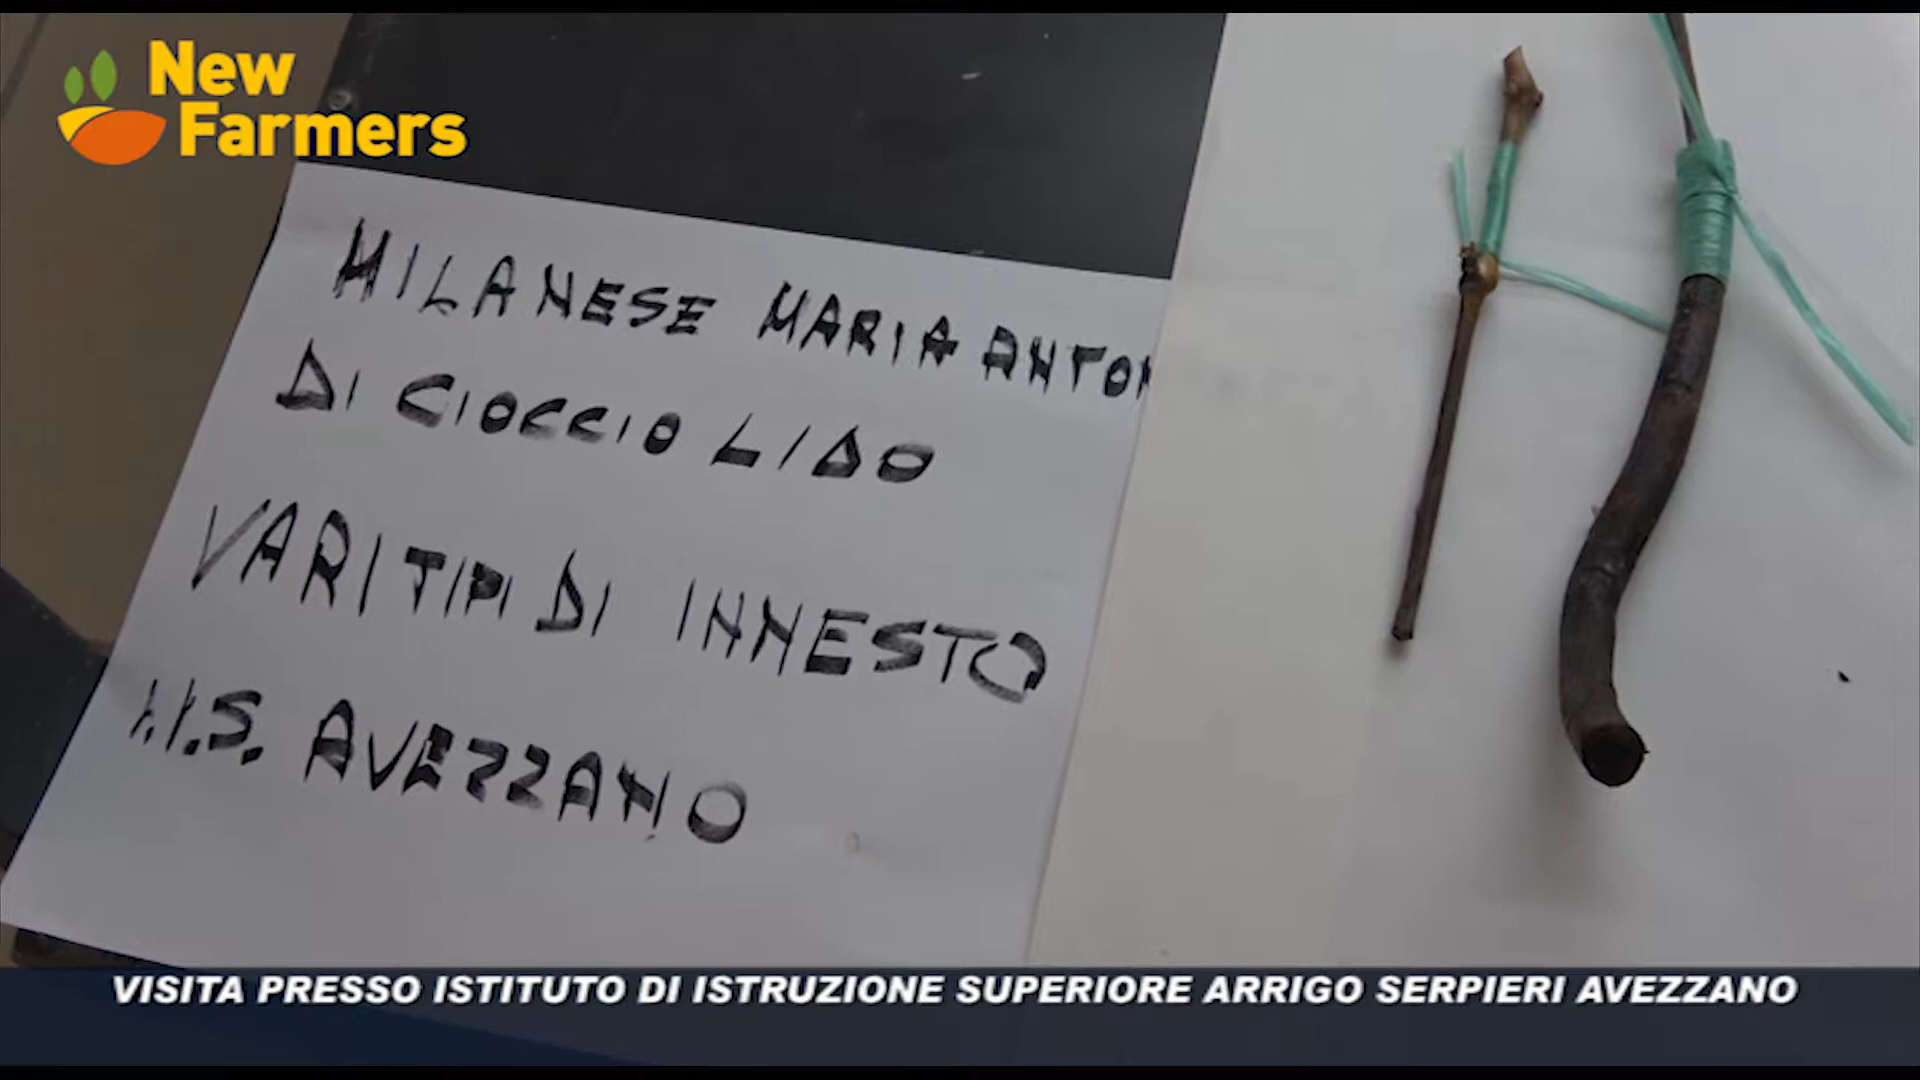 New
Farmers
MILANESE MARIA ANTON
DI CIOCCIO LIDO
VARI TIPI DI INNESTO
I.I.S. AVEZZANO
VISITA PRESSO ISTITUTO DI ISTRUZIONE SUPERIORE ARRIGO SERPIERI AVEZZANO